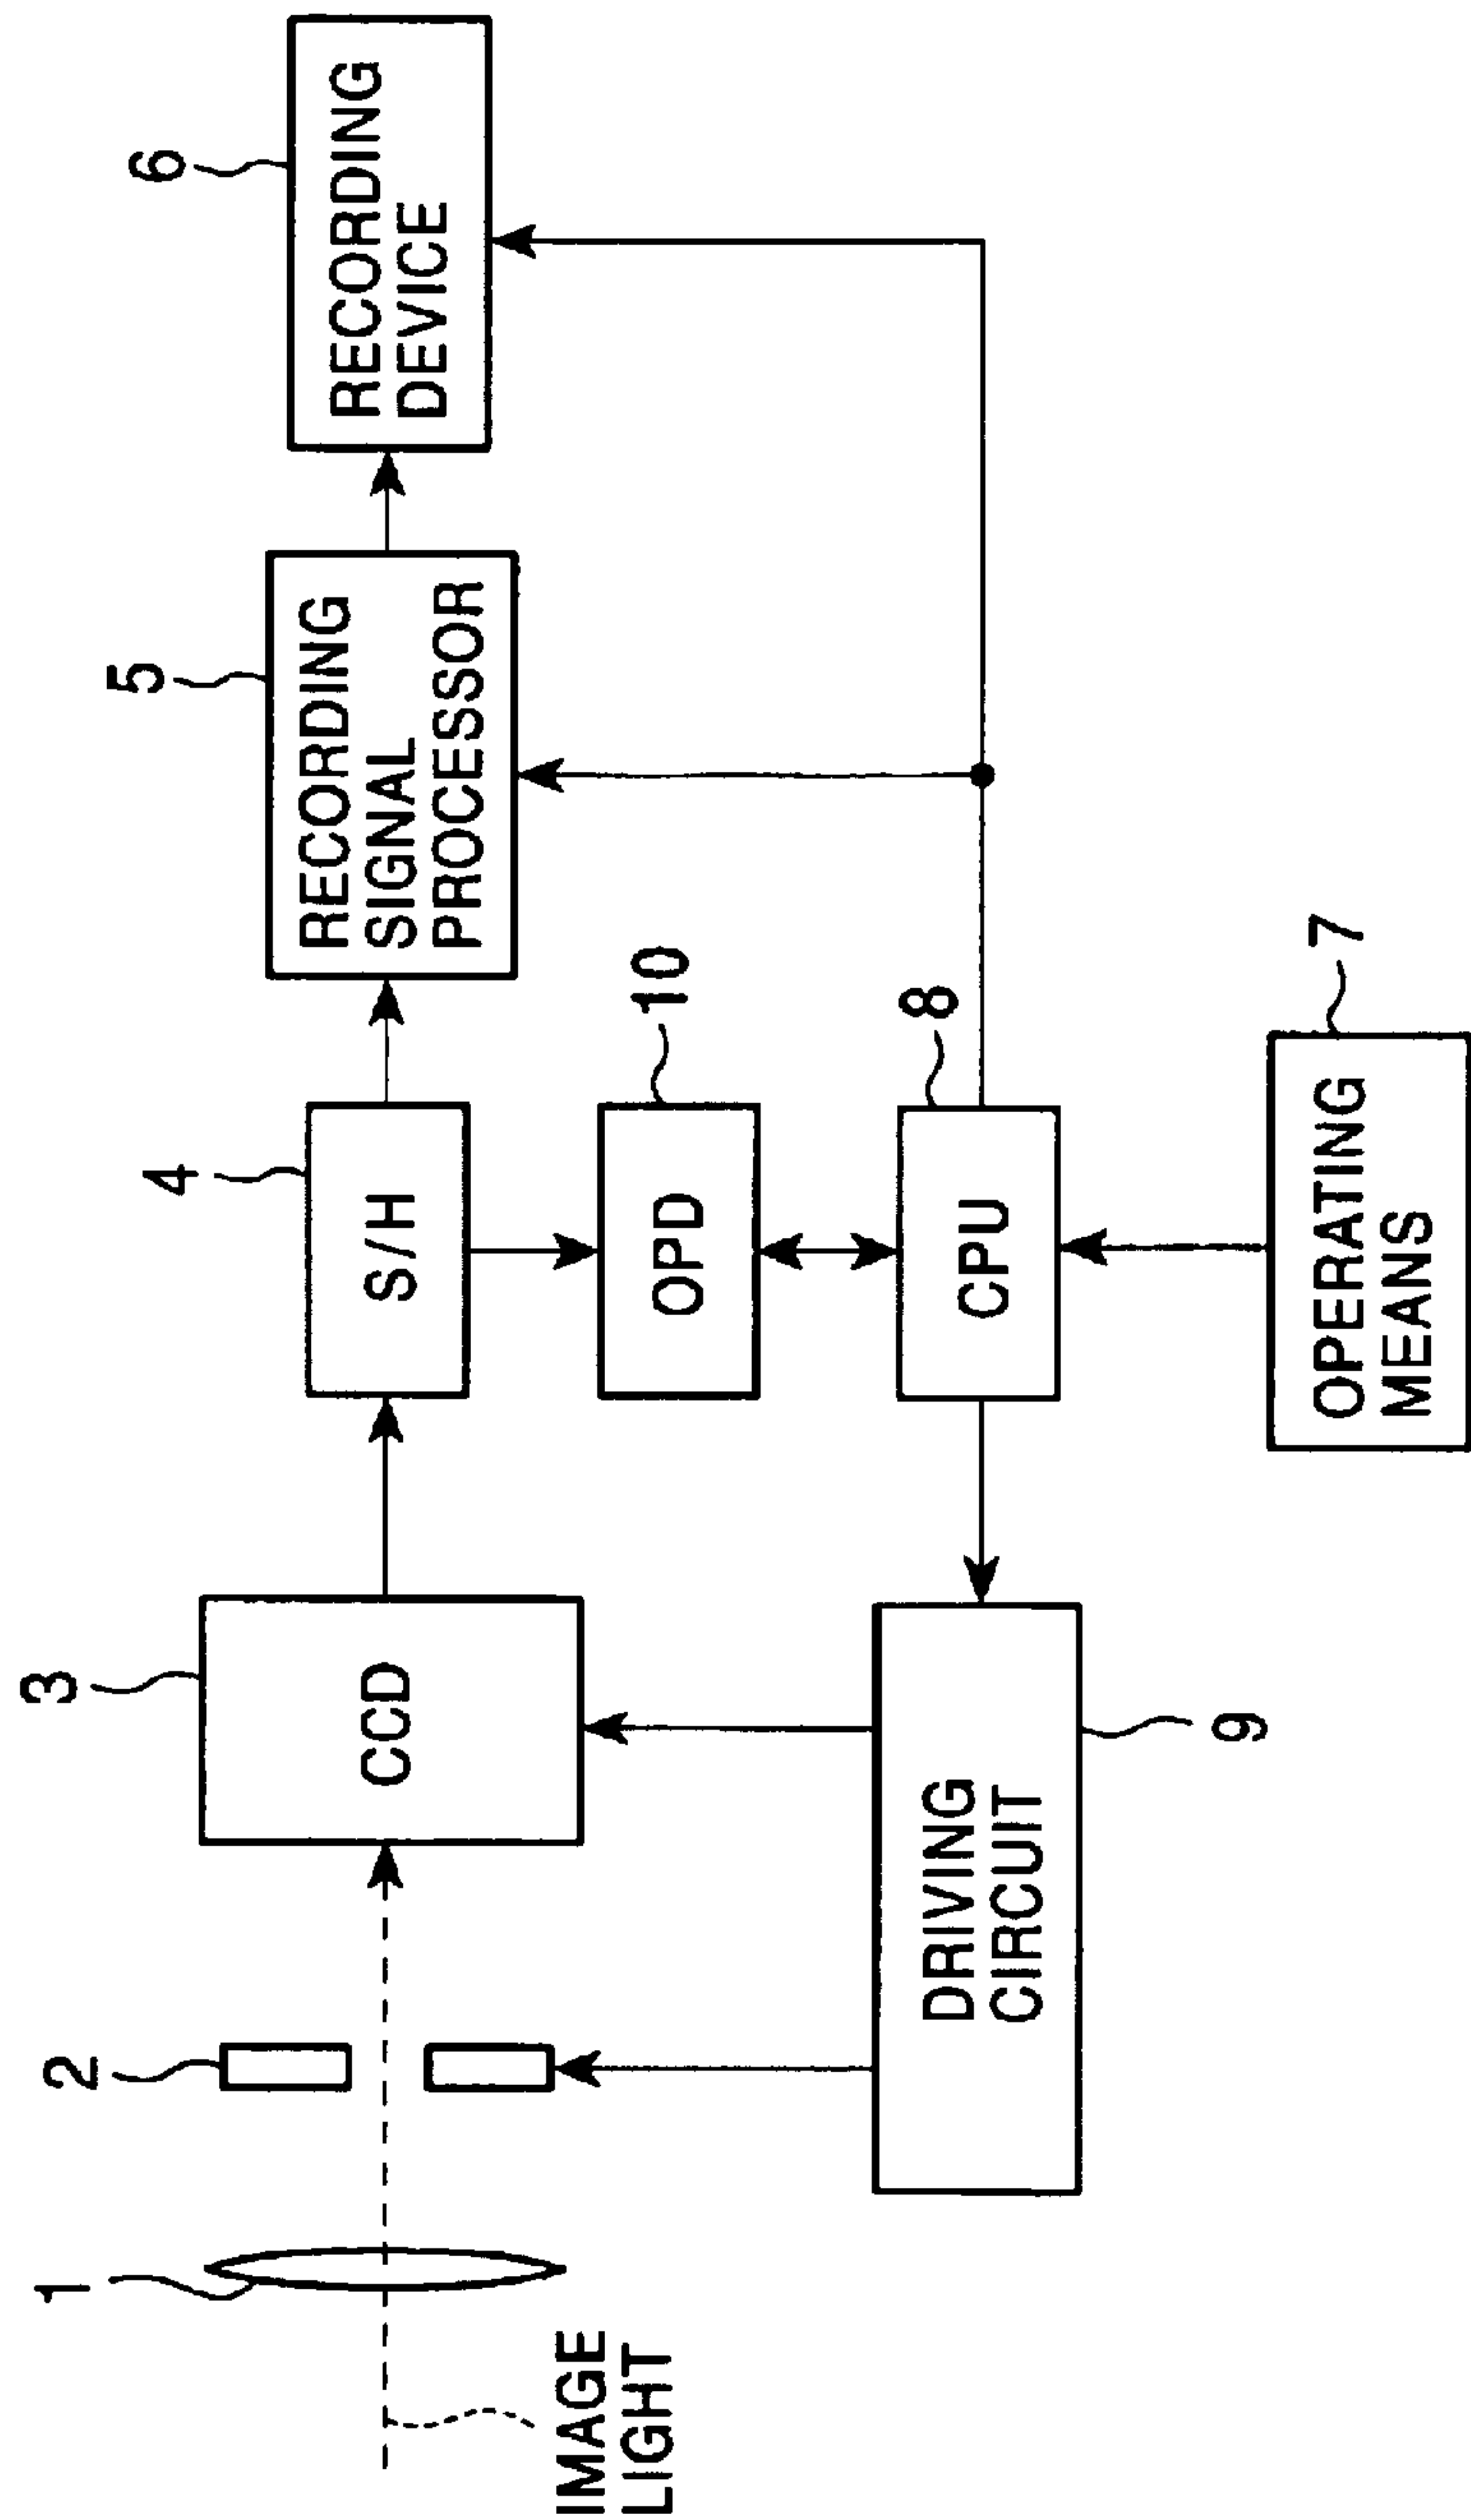 1
2
3
4
5
6
IMAGE
LIGHT
CCD
S/H
RECORDING
SIGNAL
PROCESSOR
RECORDING
DEVICE
10
OPD
8
CPU
DRIVING
CIRCUIT
9
7
OPERATING
MEANS